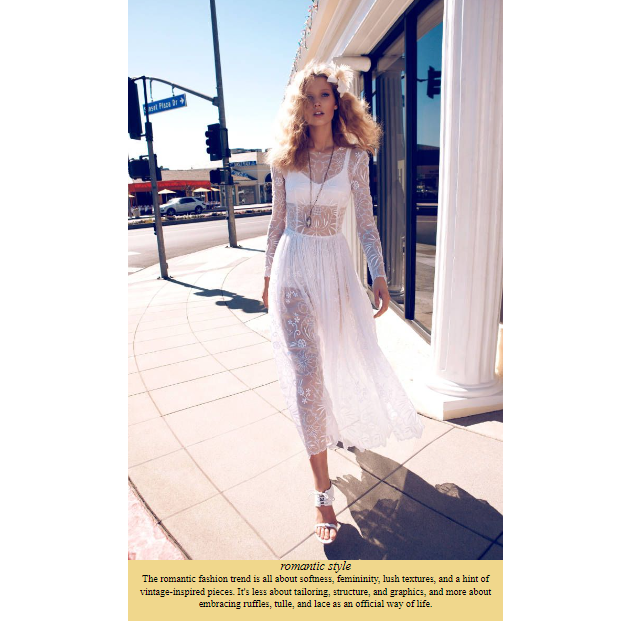 Plaza Dr
romantic style
The romantic fashion trend is all about softness, femininity, lush textures, and a hint of
vintage-inspired pieces. It's less about tailoring, structure, and graphics, and more about
embracing ruffles, tulle, and lace as an official way of life.